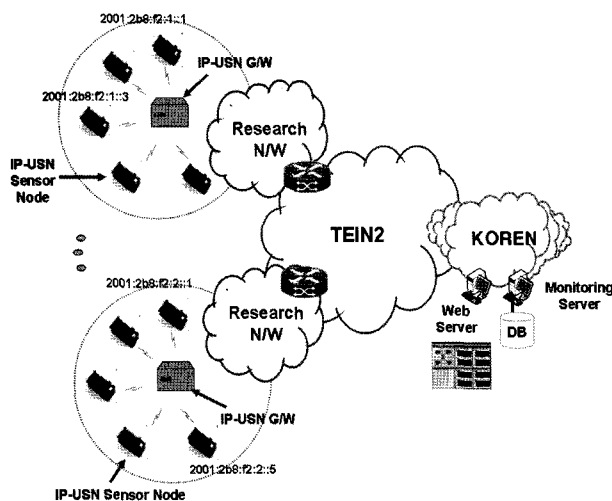 2001:2b8:f2:1::1
IP-USN G/W
2001:2b8:f2:1::3
Research
N/W
IP-USN
Sensor
Node
TEIN2
KOREN
Monitoring
Server
Web
Server
DB
2001:2b8:f2:2::1
Research
N/W
IP-USN G/W
2001:2b8:f2:2::5
IP-USN Sensor Node